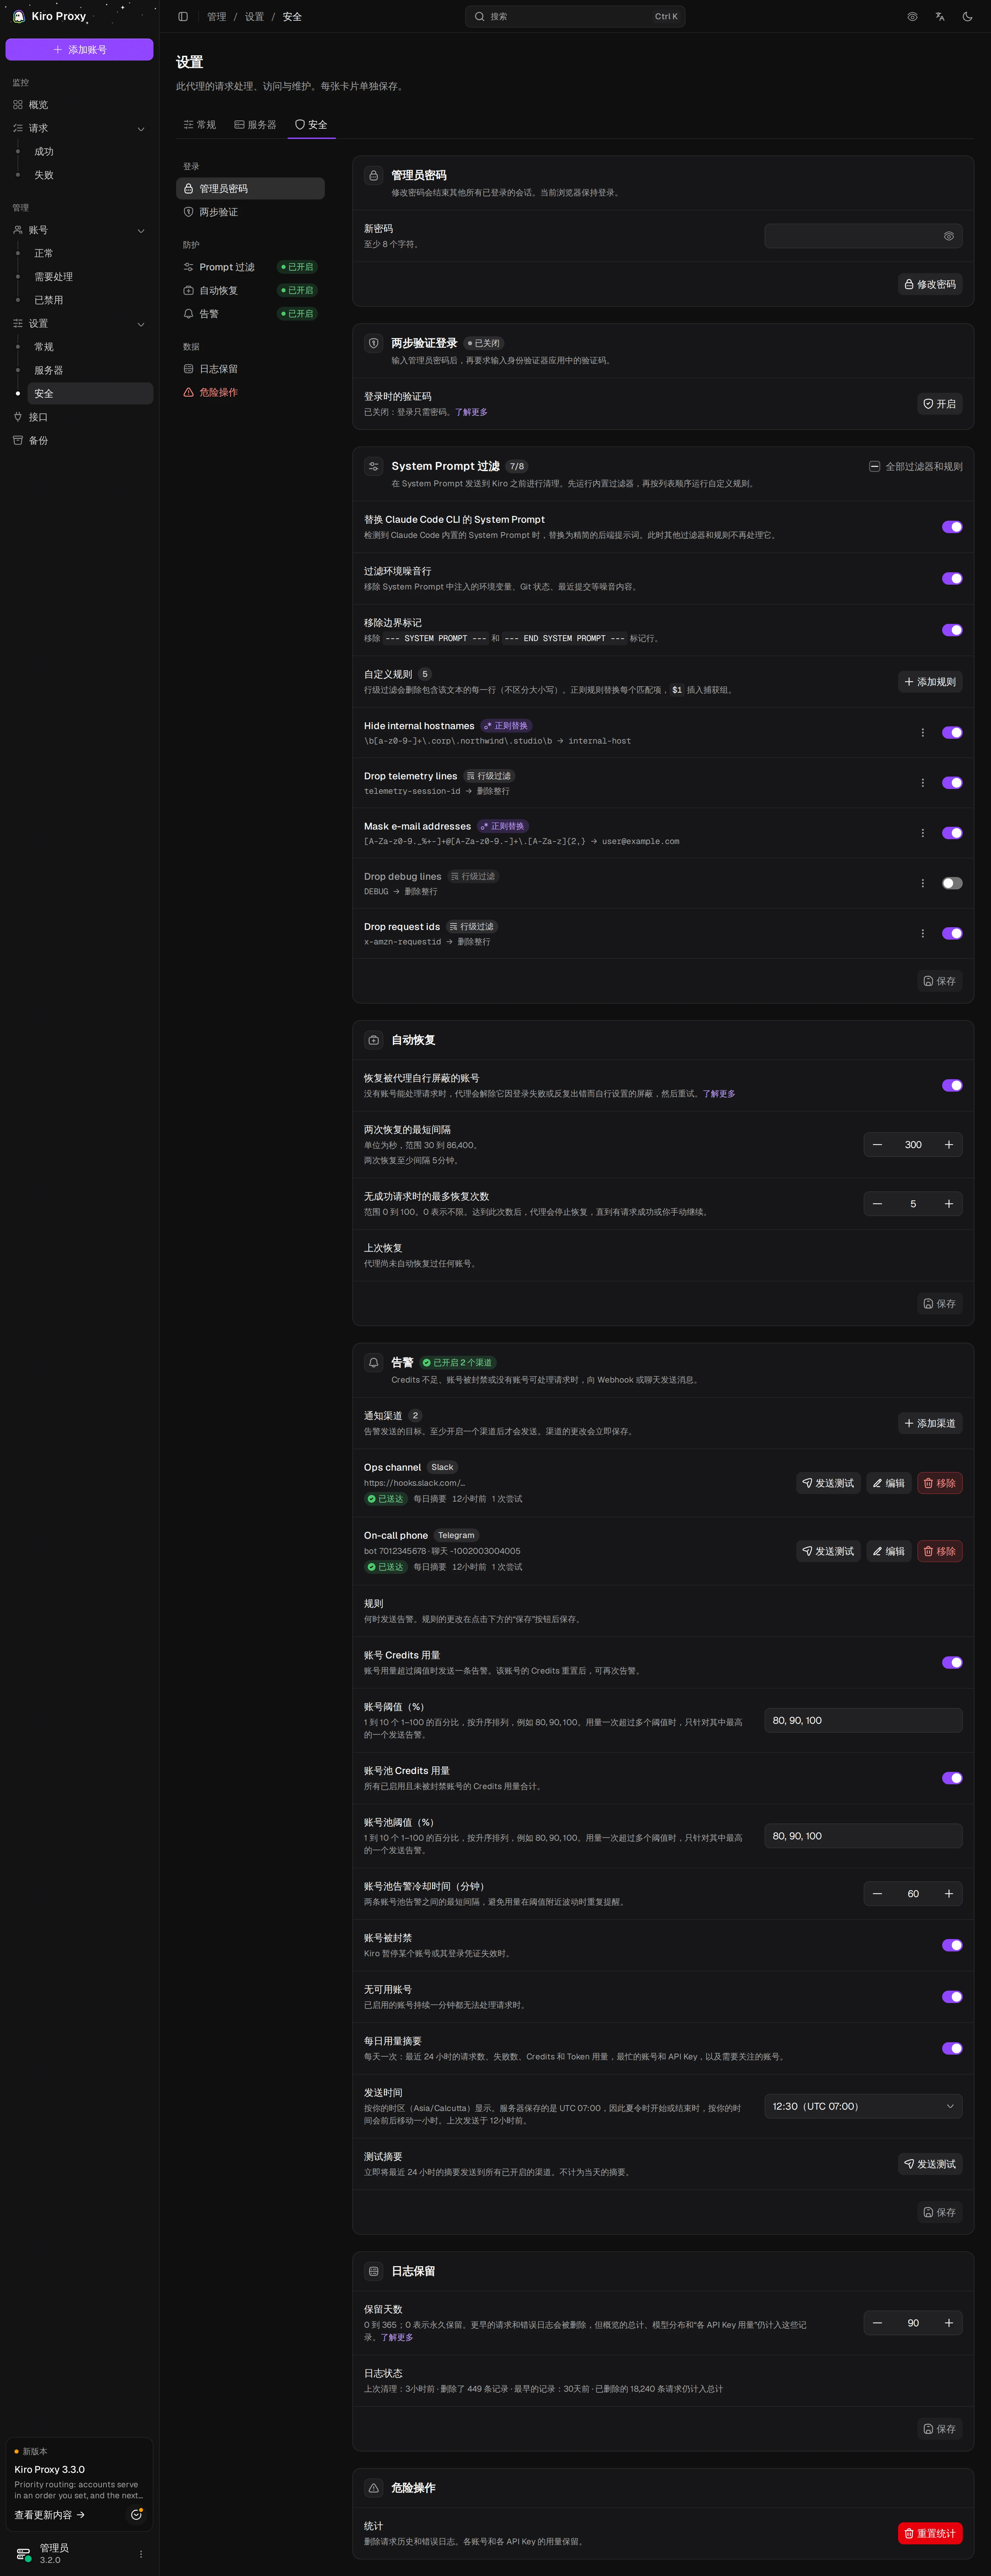 Kiro Proxy
添加账号
监控
概览
请求
成功
失败
管理
账号
正常
需要处理
已禁用
设置
常规
服务器
安全
接口
备份
新版本
Kiro Proxy 3.3.0
Priority routing: accounts serve
in an order you set, and the next...
查看更新内容 →
管理员
3.2.0
管理 / 设置 / 安全
搜索 Ctrl K
设置
此代理的请求处理、访问与维护。每张卡片单独保存。
常规 服务器 安全
登录
管理员密码
两步验证
防护
Prompt 过滤 已开启
自动恢复 已开启
告警 已开启
数据
日志保留
危险操作
管理员密码
修改密码会结束其他所有已登录的会话。当前浏览器保持登录。
新密码
至少 8 个字符。
修改密码
两步验证登录 已关闭
输入管理员密码后，再要求输入身份验证器应用中的验证码。
登录时的验证码
已关闭：登录只需密码。了解更多
开启
System Prompt 过滤 7/8
全部过滤器和规则
在 System Prompt 发送到 Kiro 之前进行清理。先运行内置过滤器，再按列表顺序运行自定义规则。
替换 Claude Code CLI 的 System Prompt
检测到 Claude Code 内置的 System Prompt 时，替换为精简的后端提示词。此时其他过滤器和规则不再处理它。
过滤环境噪音行
移除 System Prompt 中注入的环境变量、Git 状态、最近提交等噪音内容。
移除边界标记
移除 --- SYSTEM PROMPT --- 和 --- END SYSTEM PROMPT --- 标记行。
自定义规则 5
行级过滤会删除包含该文本的每一行（不区分大小写）。正则规则替换每个匹配项，$1 插入捕获组。
添加规则
Hide internal hostnames 正则替换
\b[a-z0-9-]+\.corp\.northwind\.studio\b → internal-host
Drop telemetry lines 行级过滤
telemetry-session-id → 删除整行
Mask e-mail addresses 正则替换
[A-Za-z0-9._%+-]+@[A-Za-z0-9.-]+\.[A-Za-z]{2,} → user@example.com
Drop debug lines 行级过滤
DEBUG → 删除整行
Drop request ids 行级过滤
x-amzn-requestid → 删除整行
保存
自动恢复
恢复被代理自行屏蔽的账号
没有账号能处理请求时，代理会解除它因登录失败或反复出错而自行设置的屏蔽，然后重试。了解更多
两次恢复的最短间隔
单位为秒，范围 30 到 86,400。
两次恢复至少间隔 5分钟。
300
无成功请求时的最多恢复次数
范围 0 到 100。0 表示不限。达到此次数后，代理会停止恢复，直到有请求成功或你手动继续。
5
上次恢复
代理尚未自动恢复过任何账号。
保存
告警 已开启 2 个渠道
Credits 不足、账号被封禁或没有账号可处理请求时，向 Webhook 或聊天发送消息。
通知渠道 2
告警发送的目标。至少开启一个渠道后才会发送。渠道的更改会立即保存。
添加渠道
Ops channel Slack
https://hooks.slack.com/...
已送达 每日摘要 12小时前 1 次尝试
发送测试 编辑 移除
On-call phone Telegram
bot 7012345678 · 聊天 -1002003004005
已送达 每日摘要 12小时前 1 次尝试
发送测试 编辑 移除
规则
何时发送告警。规则的更改在点击下方的“保存”按钮后保存。
账号 Credits 用量
账号用量超过阈值时发送一条告警。该账号的 Credits 重置后，可再次告警。
账号阈值（%）
1 到 10 个 1–100 的百分比，按升序排列，例如 80, 90, 100。用量一次超过多个阈值时，只针对其中最高
的一个发送告警。
80, 90, 100
账号池 Credits 用量
所有已启用且未被封禁账号的 Credits 用量合计。
账号池阈值（%）
1 到 10 个 1–100 的百分比，按升序排列，例如 80, 90, 100。用量一次超过多个阈值时，只针对其中最高
的一个发送告警。
80, 90, 100
账号池告警冷却时间（分钟）
两条账号池告警之间的最短间隔，避免用量在阈值附近波动时重复提醒。
60
账号被封禁
Kiro 暂停某个账号或其登录凭证失效时。
无可用账号
已启用的账号持续一分钟都无法处理请求时。
每日用量摘要
每天一次：最近 24 小时的请求数、失败数、Credits 和 Token 用量，最忙的账号和 API Key，以及需要关注的账号。
发送时间
按你的时区（Asia/Calcutta）显示。服务器保存的是 UTC 07:00，因此夏令时开始或结束时，按你的时
间会前后移动一小时。上次发送于 12小时前。
12:30（UTC 07:00）
测试摘要
立即将最近 24 小时的摘要发送到所有已开启的渠道。不计为当天的摘要。
发送测试
保存
日志保留
保留天数
0 到 365；0 表示永久保留。更早的请求和错误日志会被删除，但概览的总计、模型分布和“各 API Key 用量”仍计入这些记
录。了解更多
90
日志状态
上次清理：3小时前 · 删除了 449 条记录 · 最早的记录：30天前 · 已删除的 18,240 条请求仍计入总计
保存
危险操作
统计
删除请求历史和错误日志。各账号和各 API Key 的用量保留。
重置统计